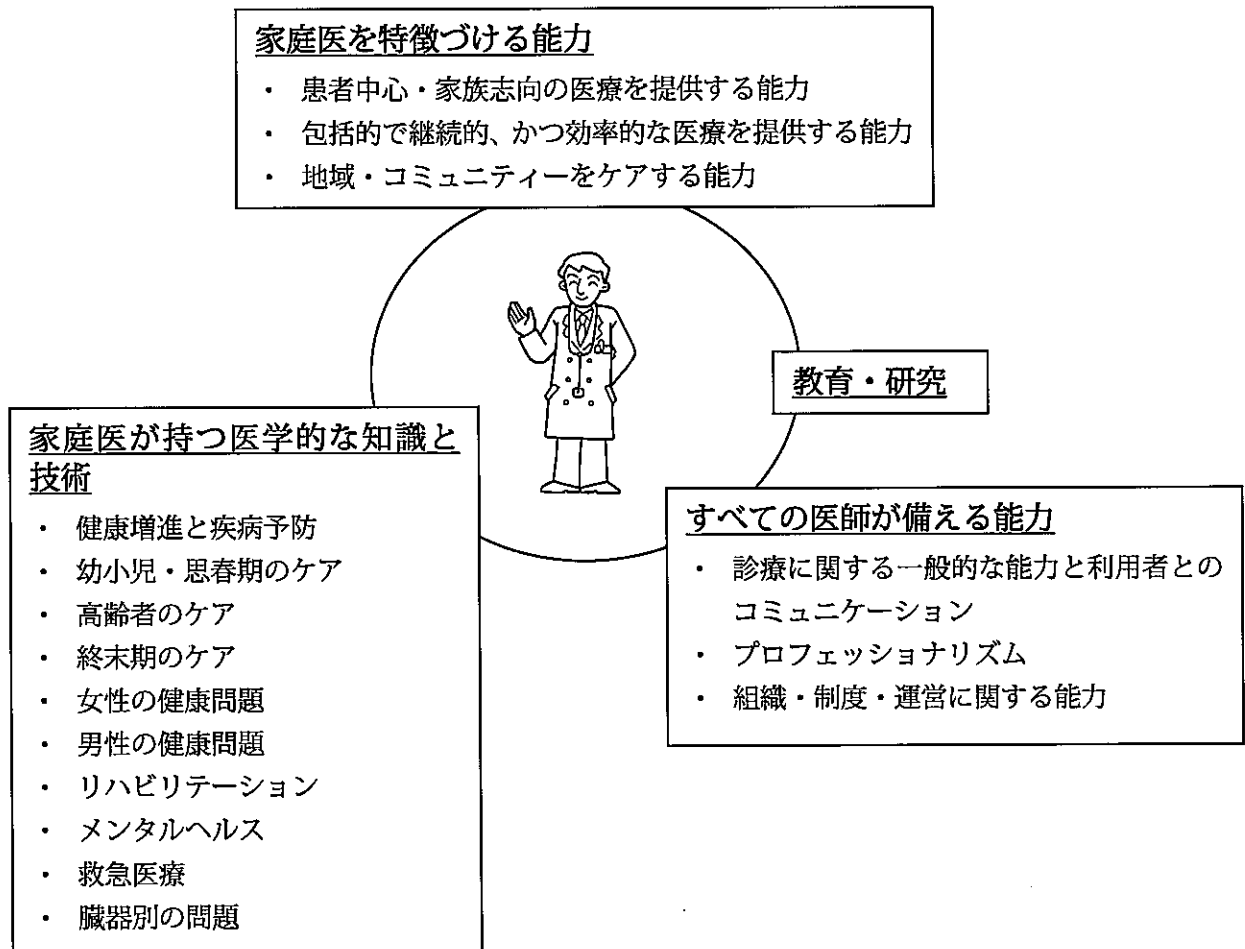 家庭医を特徴づける能力
・ 患者中心・家族志向の医療を提供する能力
・ 包括的で継続的、かつ効率的な医療を提供する能力
・ 地域・コミュニティーをケアする能力
教育・研究
家庭医が持つ医学的な知識と
技術
・ 健康増進と疾病予防
・ 幼小児・思春期のケア
・ 高齢者のケア
・ 終末期のケア
・ 女性の健康問題
・ 男性の健康問題
・ リハビリテーション
・ メンタルヘルス
・ 救急医療
・ 臓器別の問題
すべての医師が備える能力
・ 診療に関する一般的な能力と利用者との
コミュニケーション
・ プロフェッショナリズム
・ 組織・制度・運営に関する能力